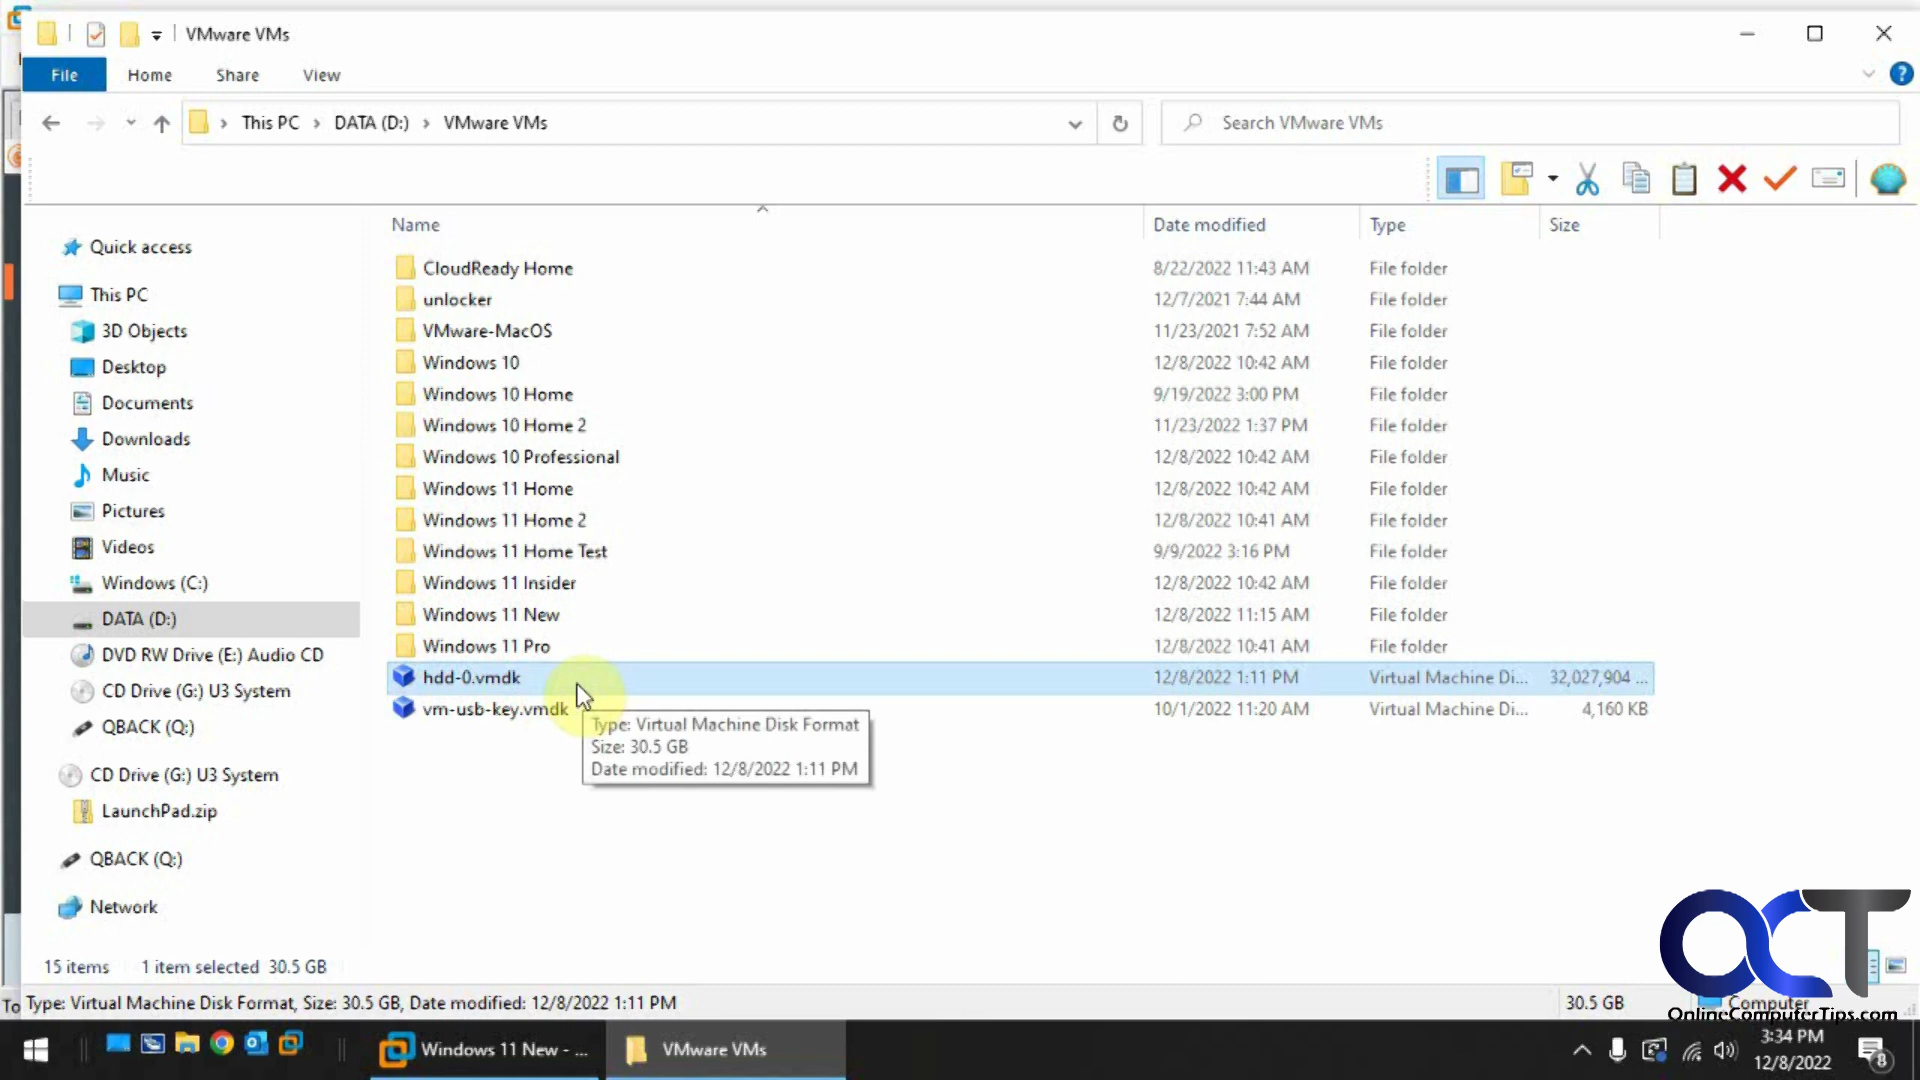 VMware VMs
File Home Share View
This PC DATA (D:) VMware VMs
Search VMware VMs
Name Date modified Type Size
Quick access
This PC
3D Objects
Desktop
Documents
Downloads
Music
Pictures
Videos
Windows (C:)
DATA (D:)
DVD RW Drive (E:) Audio CD
CD Drive (G:) U3 System
QBACK (Q:)
CD Drive (G:) U3 System
LaunchPad.zip
QBACK (Q:)
Network
CloudReady Home 8/22/2022 11:43 AM File folder
unlocker 12/7/2021 7:44 AM File folder
VMware-MacOS 11/23/2021 7:52 AM File folder
Windows 10 12/8/2022 10:42 AM File folder
Windows 10 Home 9/19/2022 3:00 PM File folder
Windows 10 Home 2 11/23/2022 1:37 PM File folder
Windows 10 Professional 12/8/2022 10:42 AM File folder
Windows 11 Home 12/8/2022 10:42 AM File folder
Windows 11 Home 2 12/8/2022 10:41 AM File folder
Windows 11 Home Test 9/9/2022 3:16 PM File folder
Windows 11 Insider 12/8/2022 10:42 AM File folder
Windows 11 New 12/8/2022 11:15 AM File folder
Windows 11 Pro 12/8/2022 10:41 AM File folder
hdd-0.vmdk 12/8/2022 1:11 PM Virtual Machine Di... 32,027,904 ...
vm-usb-key.vmdk 10/1/2022 11:20 AM Virtual Machine Di... 4,160 KB
Type: Virtual Machine Disk Format
Size: 30.5 GB
Date modified: 12/8/2022 1:11 PM
15 items 1 item selected 30.5 GB
To Type: Virtual Machine Disk Format, Size: 30.5 GB, Date modified: 12/8/2022 1:11 PM 30.5 GB Computer
OCT
OnlineComputerTips.com
Windows 11 New - ... VMware VMs
3:34 PM
12/8/2022
8